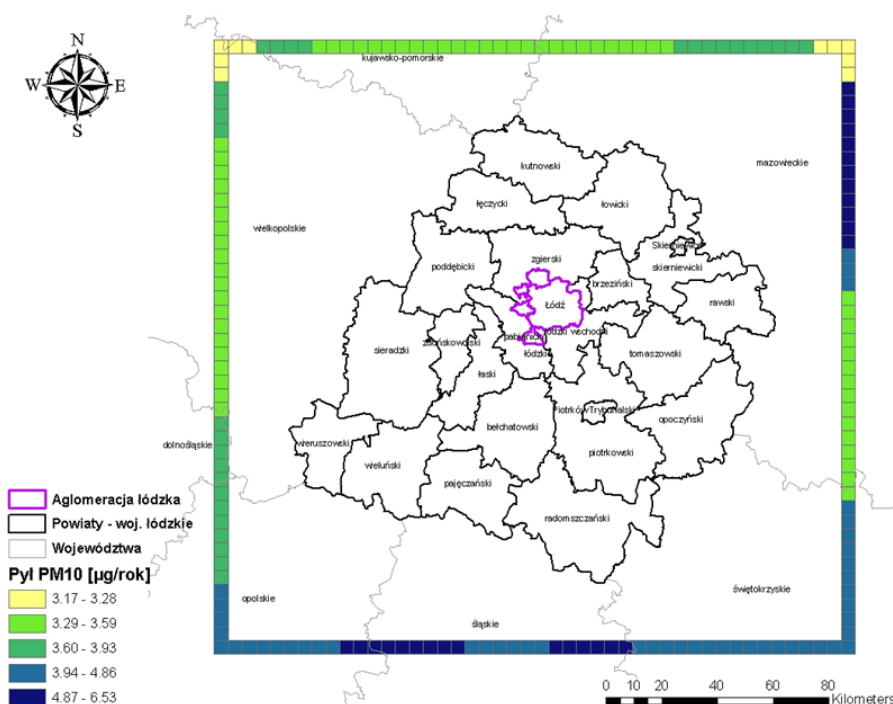 N
W E
S
kujawsko-pomorskie
mazowieckie
kutnowski
łęczycki
łowicki
wielkopolskie
zgierski
poddębicki
skierniewicki
brzeziński
rawski
Łódź
łódzki wschodni
sieradzki
łódzki
tomaszowski
łaski
Piotrków Trybunalski
opoczyński
bełchatowski
wieruszowski
dolnośląskie
piotrkowski
wieluński
pajęczański
radomszczański
opolskie
świętokrzyskie
śląskie
Aglomeracja łódzka
Powiaty - woj. łódzkie
Województwa
Pył PM10 [µg/rok]
3.17 - 3.28
3.29 - 3.59
3.60 - 3.93
3.94 - 4.86
4.87 - 6.53
0 10 20 40 60 80
Kilometers